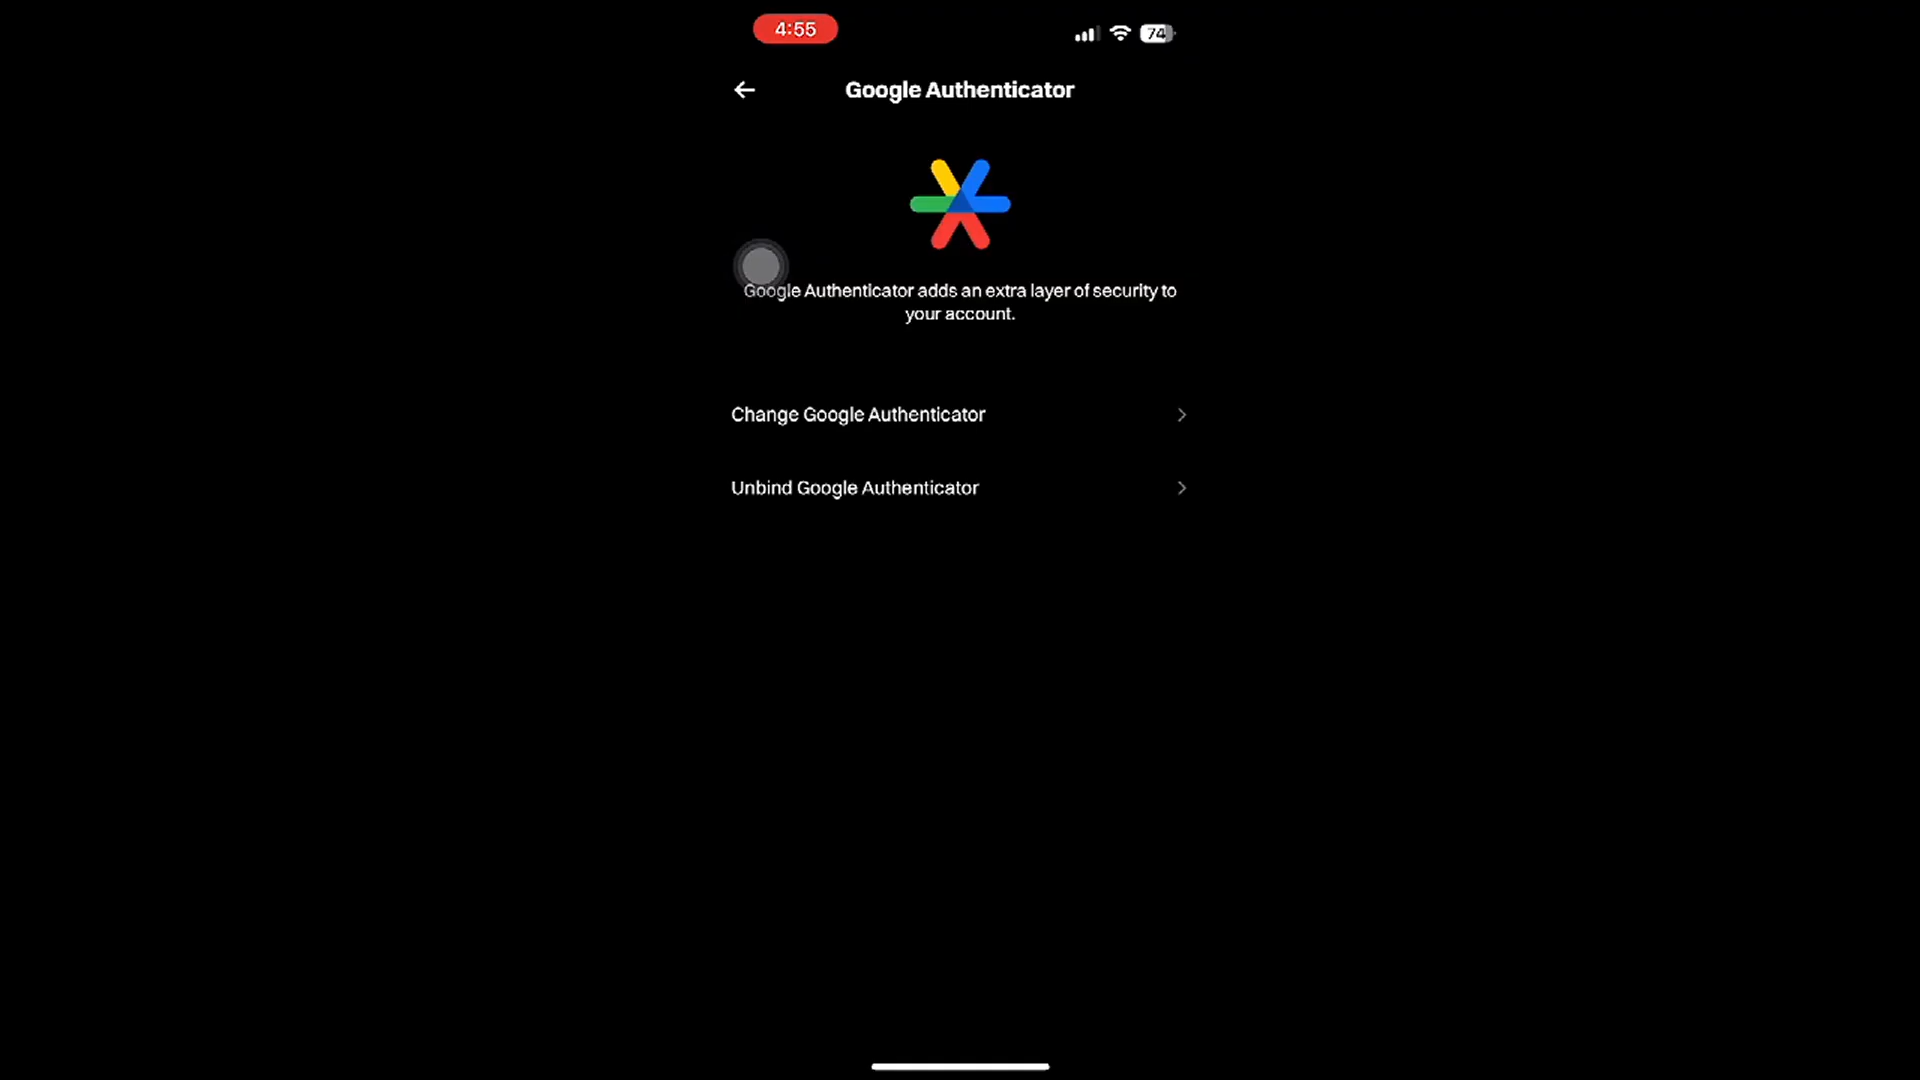 4:55
74
Google Authenticator
Google Authenticator adds an extra layer of security to
your account.
Change Google Authenticator
Unbind Google Authenticator